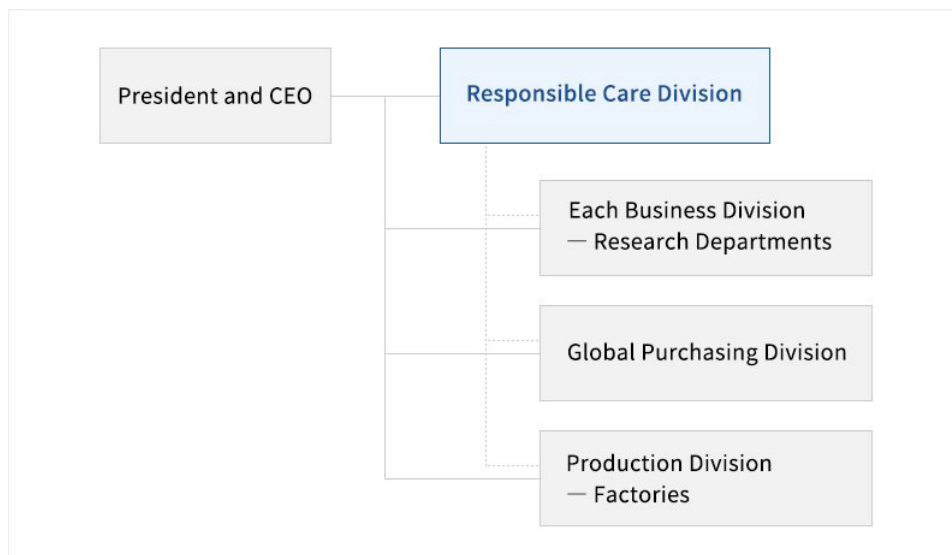 President and CEO
Responsible Care Division
Each Business Division
— Research Departments
Global Purchasing Division
Production Division
— Factories